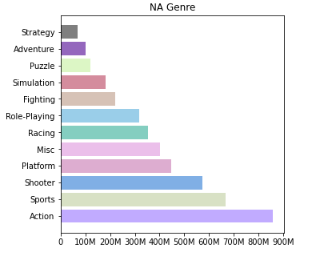 NA Genre
Strategy
Adventure
Puzzle
Simulation
Fighting
Role-Playing
Racing
Misc
Platform
Shooter
Sports
Action
0 100M 200M 300M 400M 500M 600M 700M 800M 900M